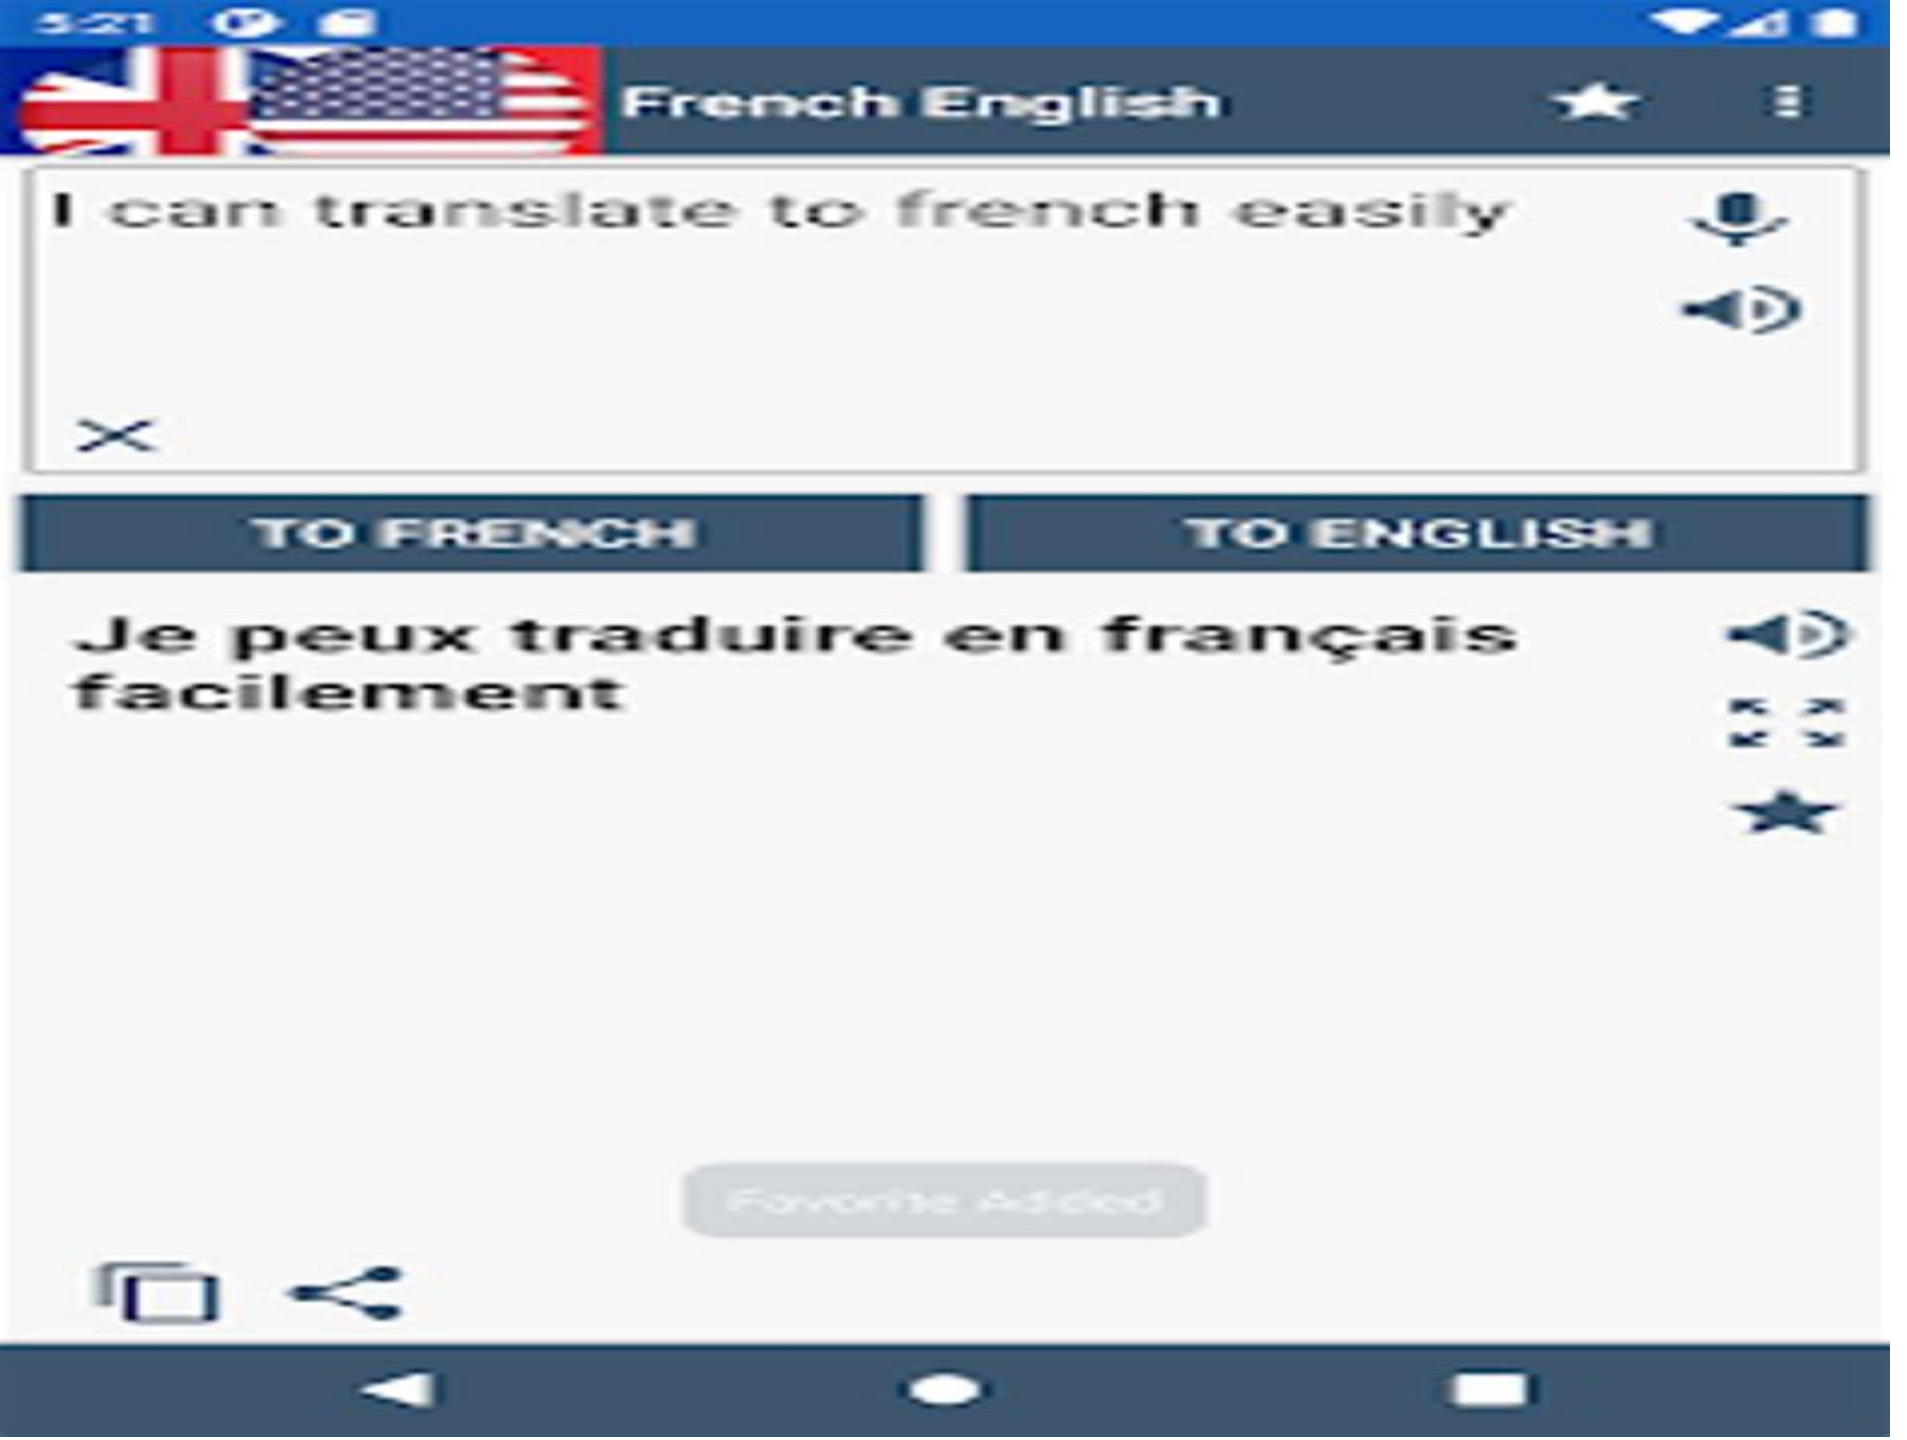 5:21
French English
I can translate to french easily
TO FRENCH
TO ENGLISH
Je peux traduire en français
facilement
Favorite Added